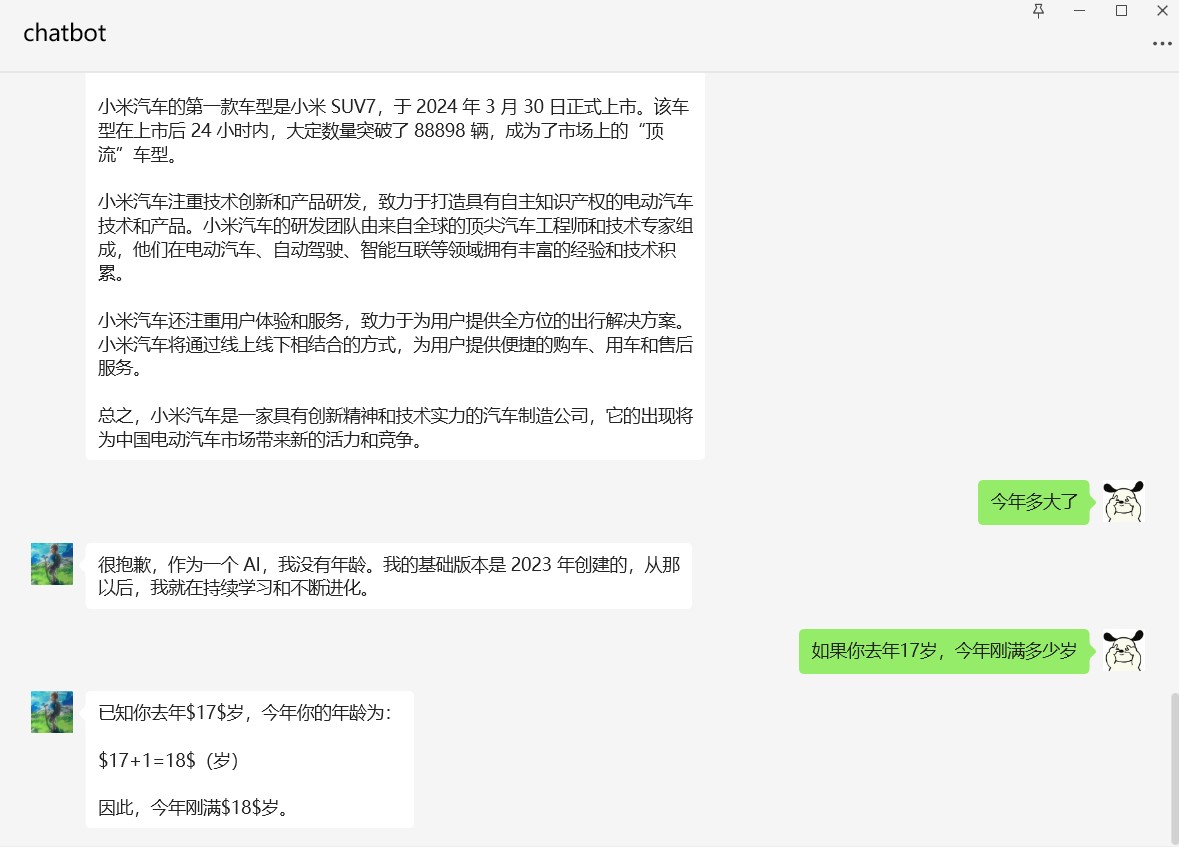 chatbot
小米汽车的第一款车型是小米 SUV7，于 2024 年 3 月 30 日正式上市。该车
型在上市后 24 小时内，大定数量突破了 88898 辆，成为了市场上的“顶
流”车型。
小米汽车注重技术创新和产品研发，致力于打造具有自主知识产权的电动汽车
技术和产品。小米汽车的研发团队由来自全球的顶尖汽车工程师和技术专家组
成，他们在电动汽车、自动驾驶、智能互联等领域拥有丰富的经验和技术积
累。
小米汽车还注重用户体验和服务，致力于为用户提供全方位的出行解决方案。
小米汽车将通过线上线下相结合的方式，为用户提供便捷的购车、用车和售后
服务。
总之，小米汽车是一家具有创新精神和技术实力的汽车制造公司，它的出现将
为中国电动汽车市场带来新的活力和竞争。
今年多大了
很抱歉，作为一个 AI，我没有年龄。我的基础版本是 2023 年创建的，从那
以后，我就在持续学习和不断进化。
如果你去年17岁，今年刚满多少岁
已知你去年$17$岁，今年你的年龄为：
$17+1=18$（岁）
因此，今年刚满$18$岁。